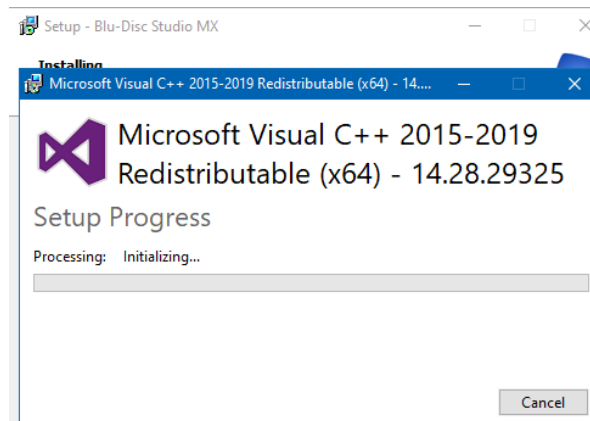 Setup - Blu-Disc Studio MX
Installing
Microsoft Visual C++ 2015-2019 Redistributable (x64) - 14....
Microsoft Visual C++ 2015-2019
Redistributable (x64) - 14.28.29325
Setup Progress
Processing: Initializing...
Cancel